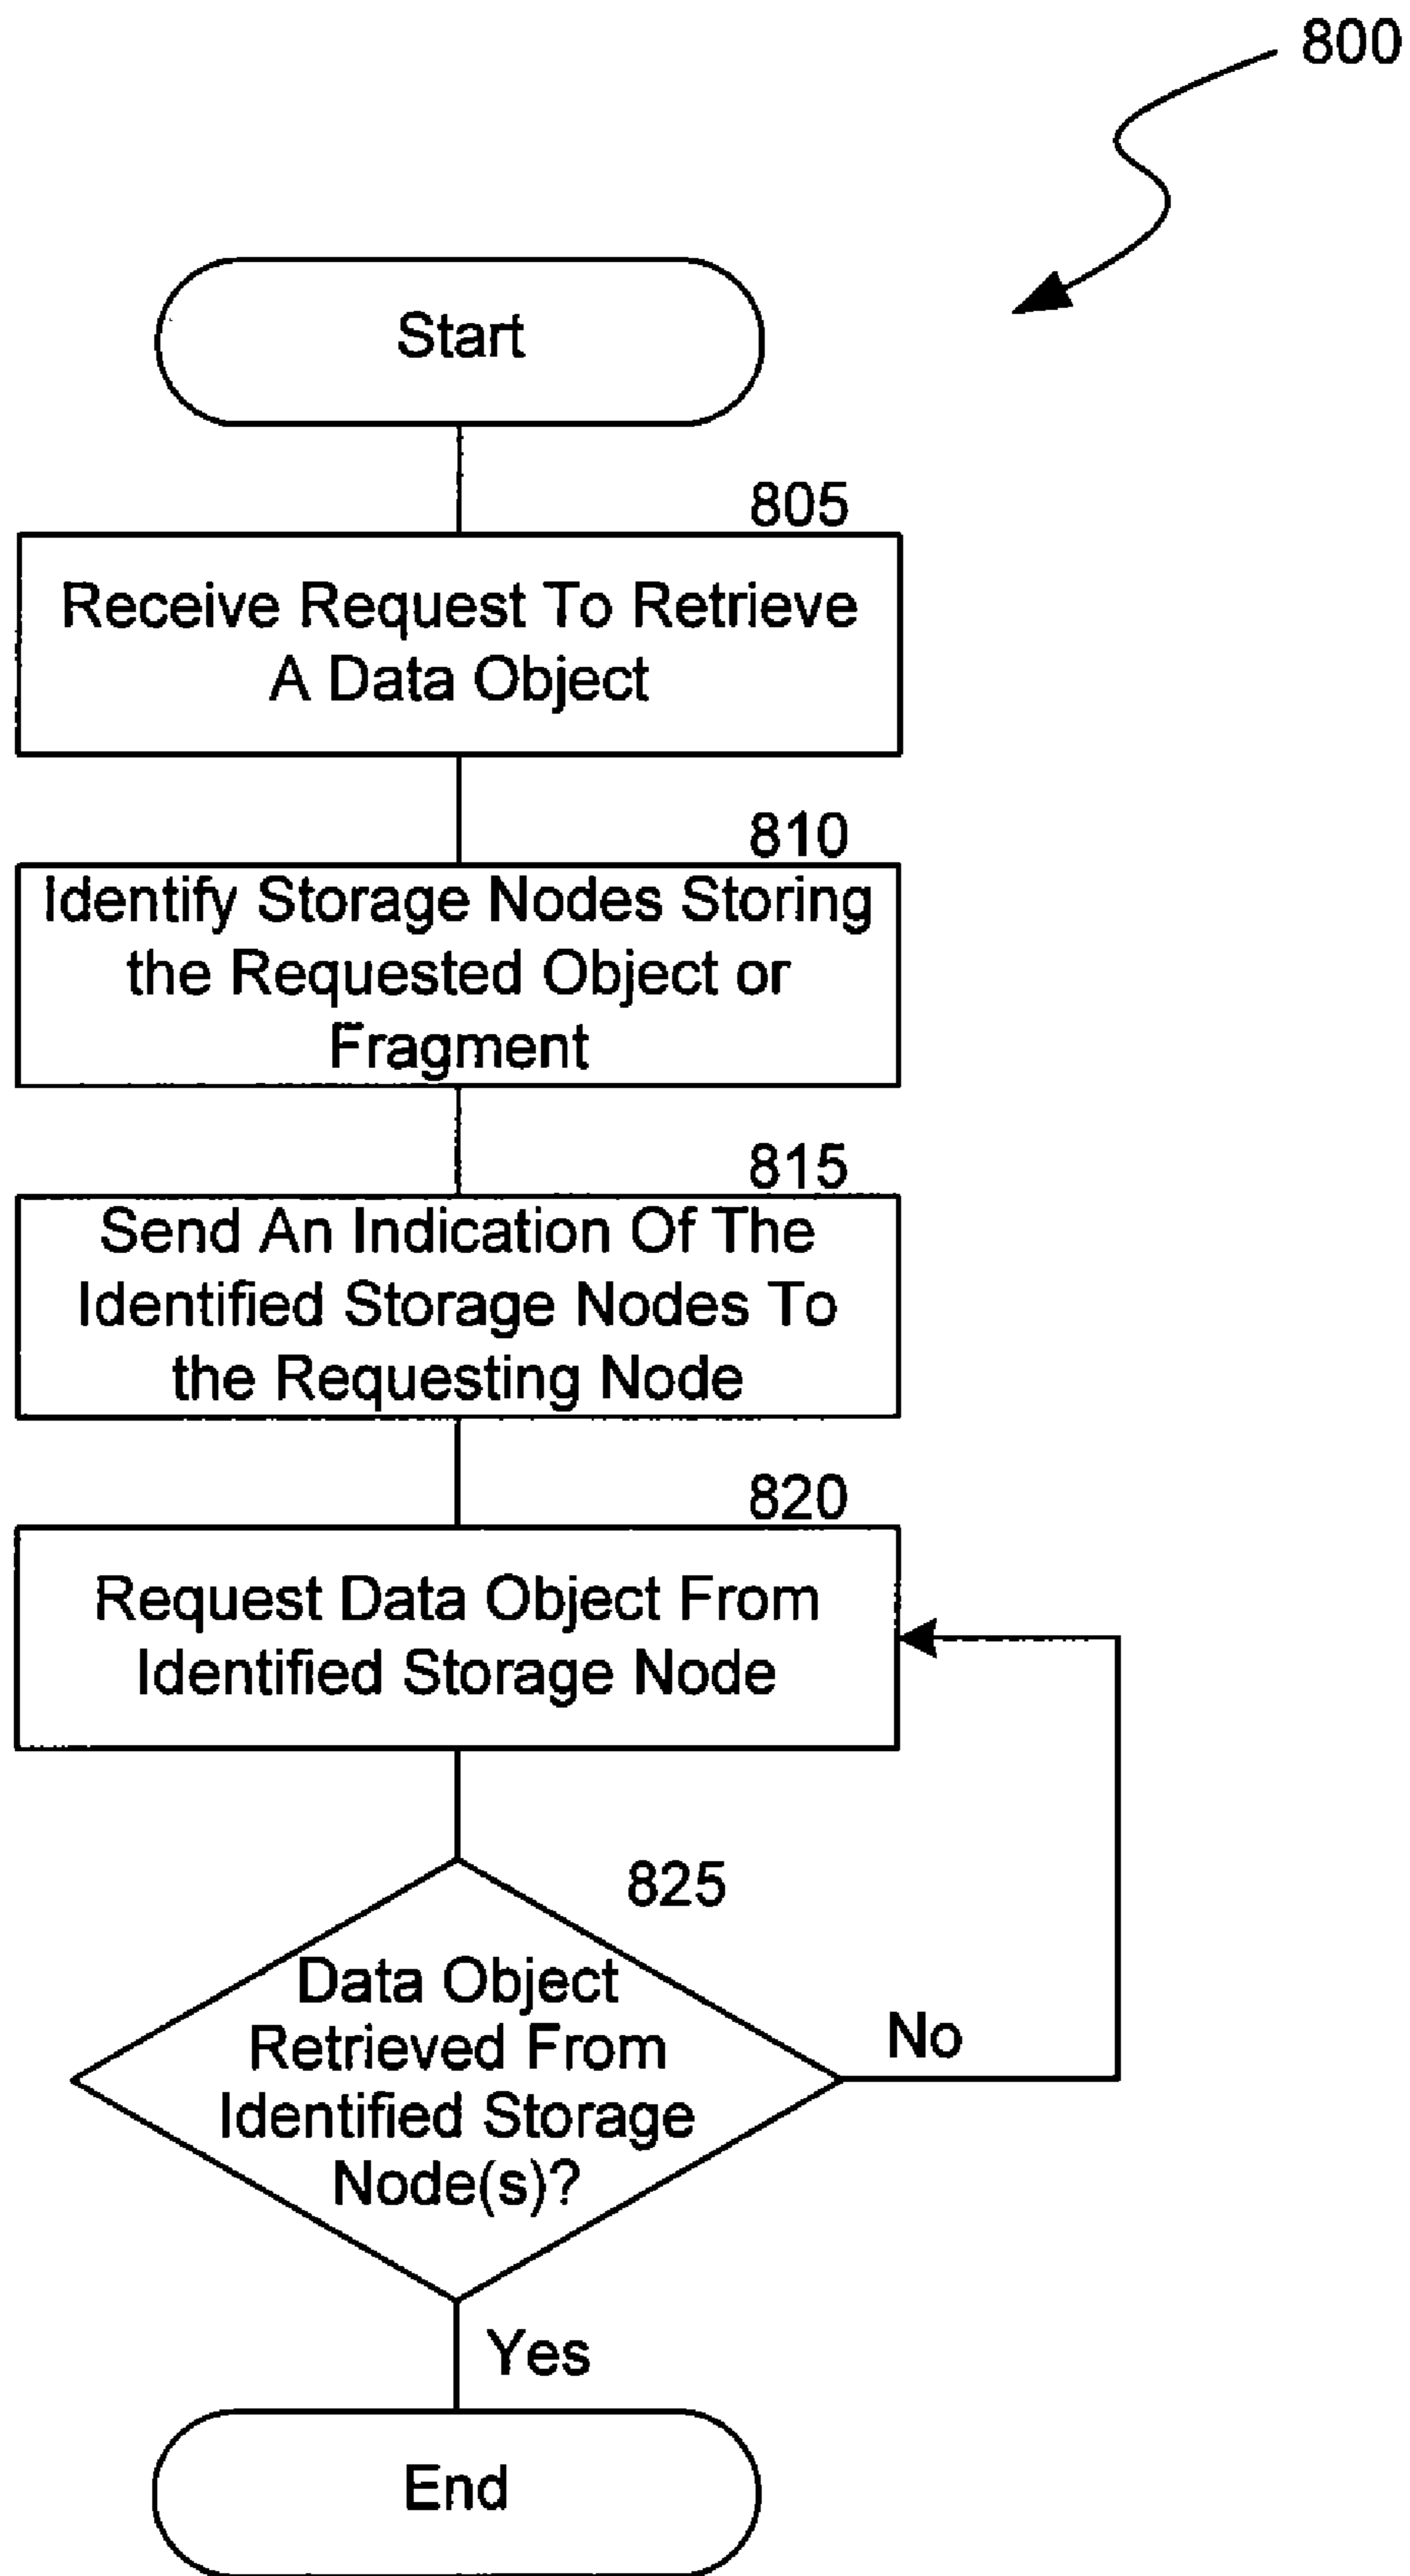 800
Start
805
Receive Request To Retrieve
A Data Object
810
Identify Storage Nodes Storing
the Requested Object or
Fragment
815
Send An Indication Of The
Identified Storage Nodes To
the Requesting Node
820
Request Data Object From
Identified Storage Node
825
Data Object
Retrieved From
Identified Storage
Node(s)?
No
Yes
End